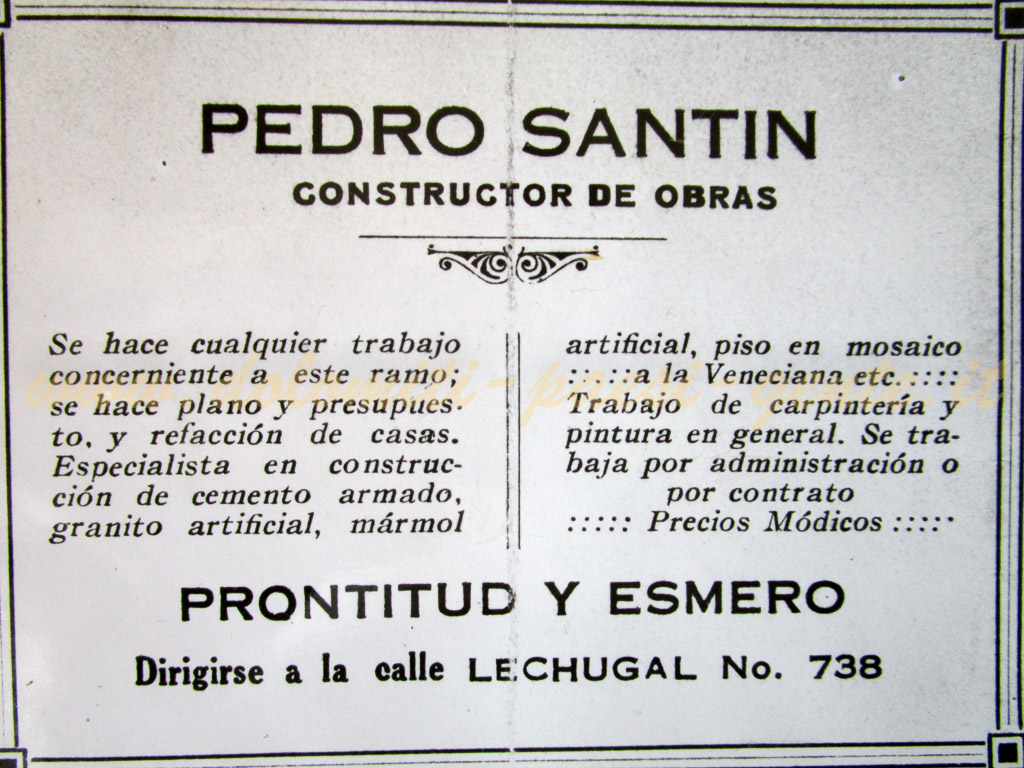 PEDRO SANTIN
CONSTRUCTOR DE OBRAS
Se hace cualquier trabajo
concerniente a este ramo;
se hace plano y presupues-
to, y refacción de casas.
Especialista en construc-
ción de cemento armado,
granito artificial, mármol
artificial, piso en mosaico
:::::a la Veneciana etc.::::
Trabajo de carpintería y
pintura en general. Se tra-
baja por administración o
por contrato
::::: Precios Módicos :::::
PRONTITUD Y ESMERO
Dirigirse a la calle LECHUGAL No. 738